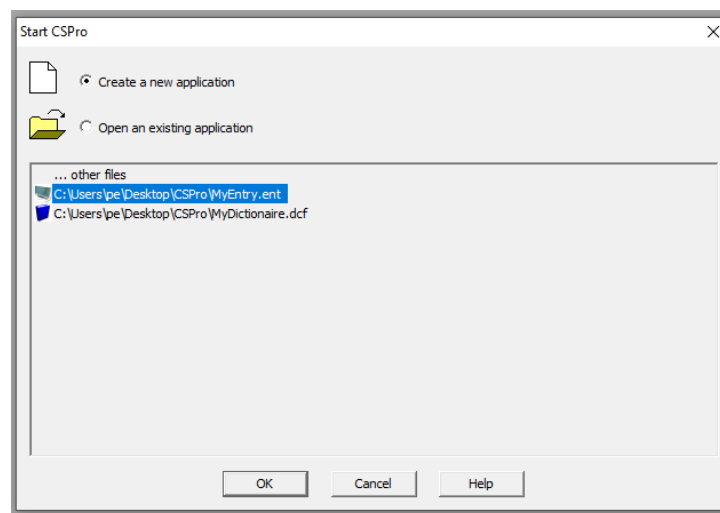 Start CSPro
Create a new application
Open an existing application
... other files
C:\Users\pe\Desktop\CSPro\MyEntry.ent
C:\Users\pe\Desktop\CSPro\MyDictionaire.dcf
OK Cancel Help